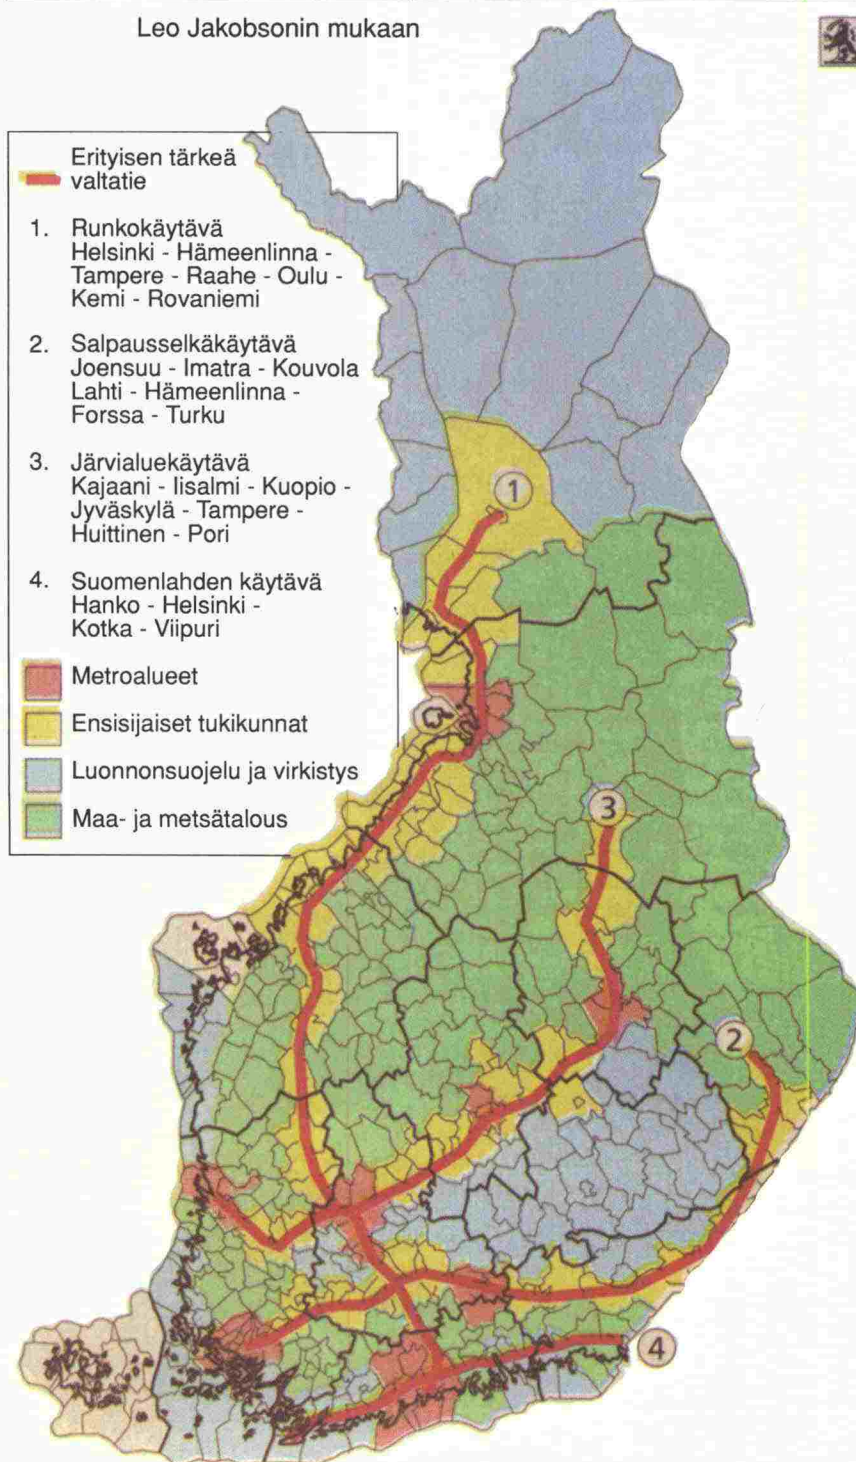 Leo Jakobsonin mukaan
Erityisen tärkeä
valtatie
1. Runkokäytävä
Helsinki - Hämeenlinna -
Tampere - Raahe - Oulu -
Kemi - Rovaniemi
2. Salpausselkäkäytävä
Joensuu - Imatra - Kouvola
Lahti - Hämeenlinna -
Forssa - Turku
3. Järvialuekäytävä
Kajaani - Iisalmi - Kuopio -
Jyväskylä - Tampere -
Huittinen - Pori
4. Suomenlahden käytävä
Hanko - Helsinki -
Kotka - Viipuri
Metroalueet
Ensisijaiset tukikunnat
Luonnonsuojelu ja virkistys
Maa- ja metsätalous
1
3
2
4